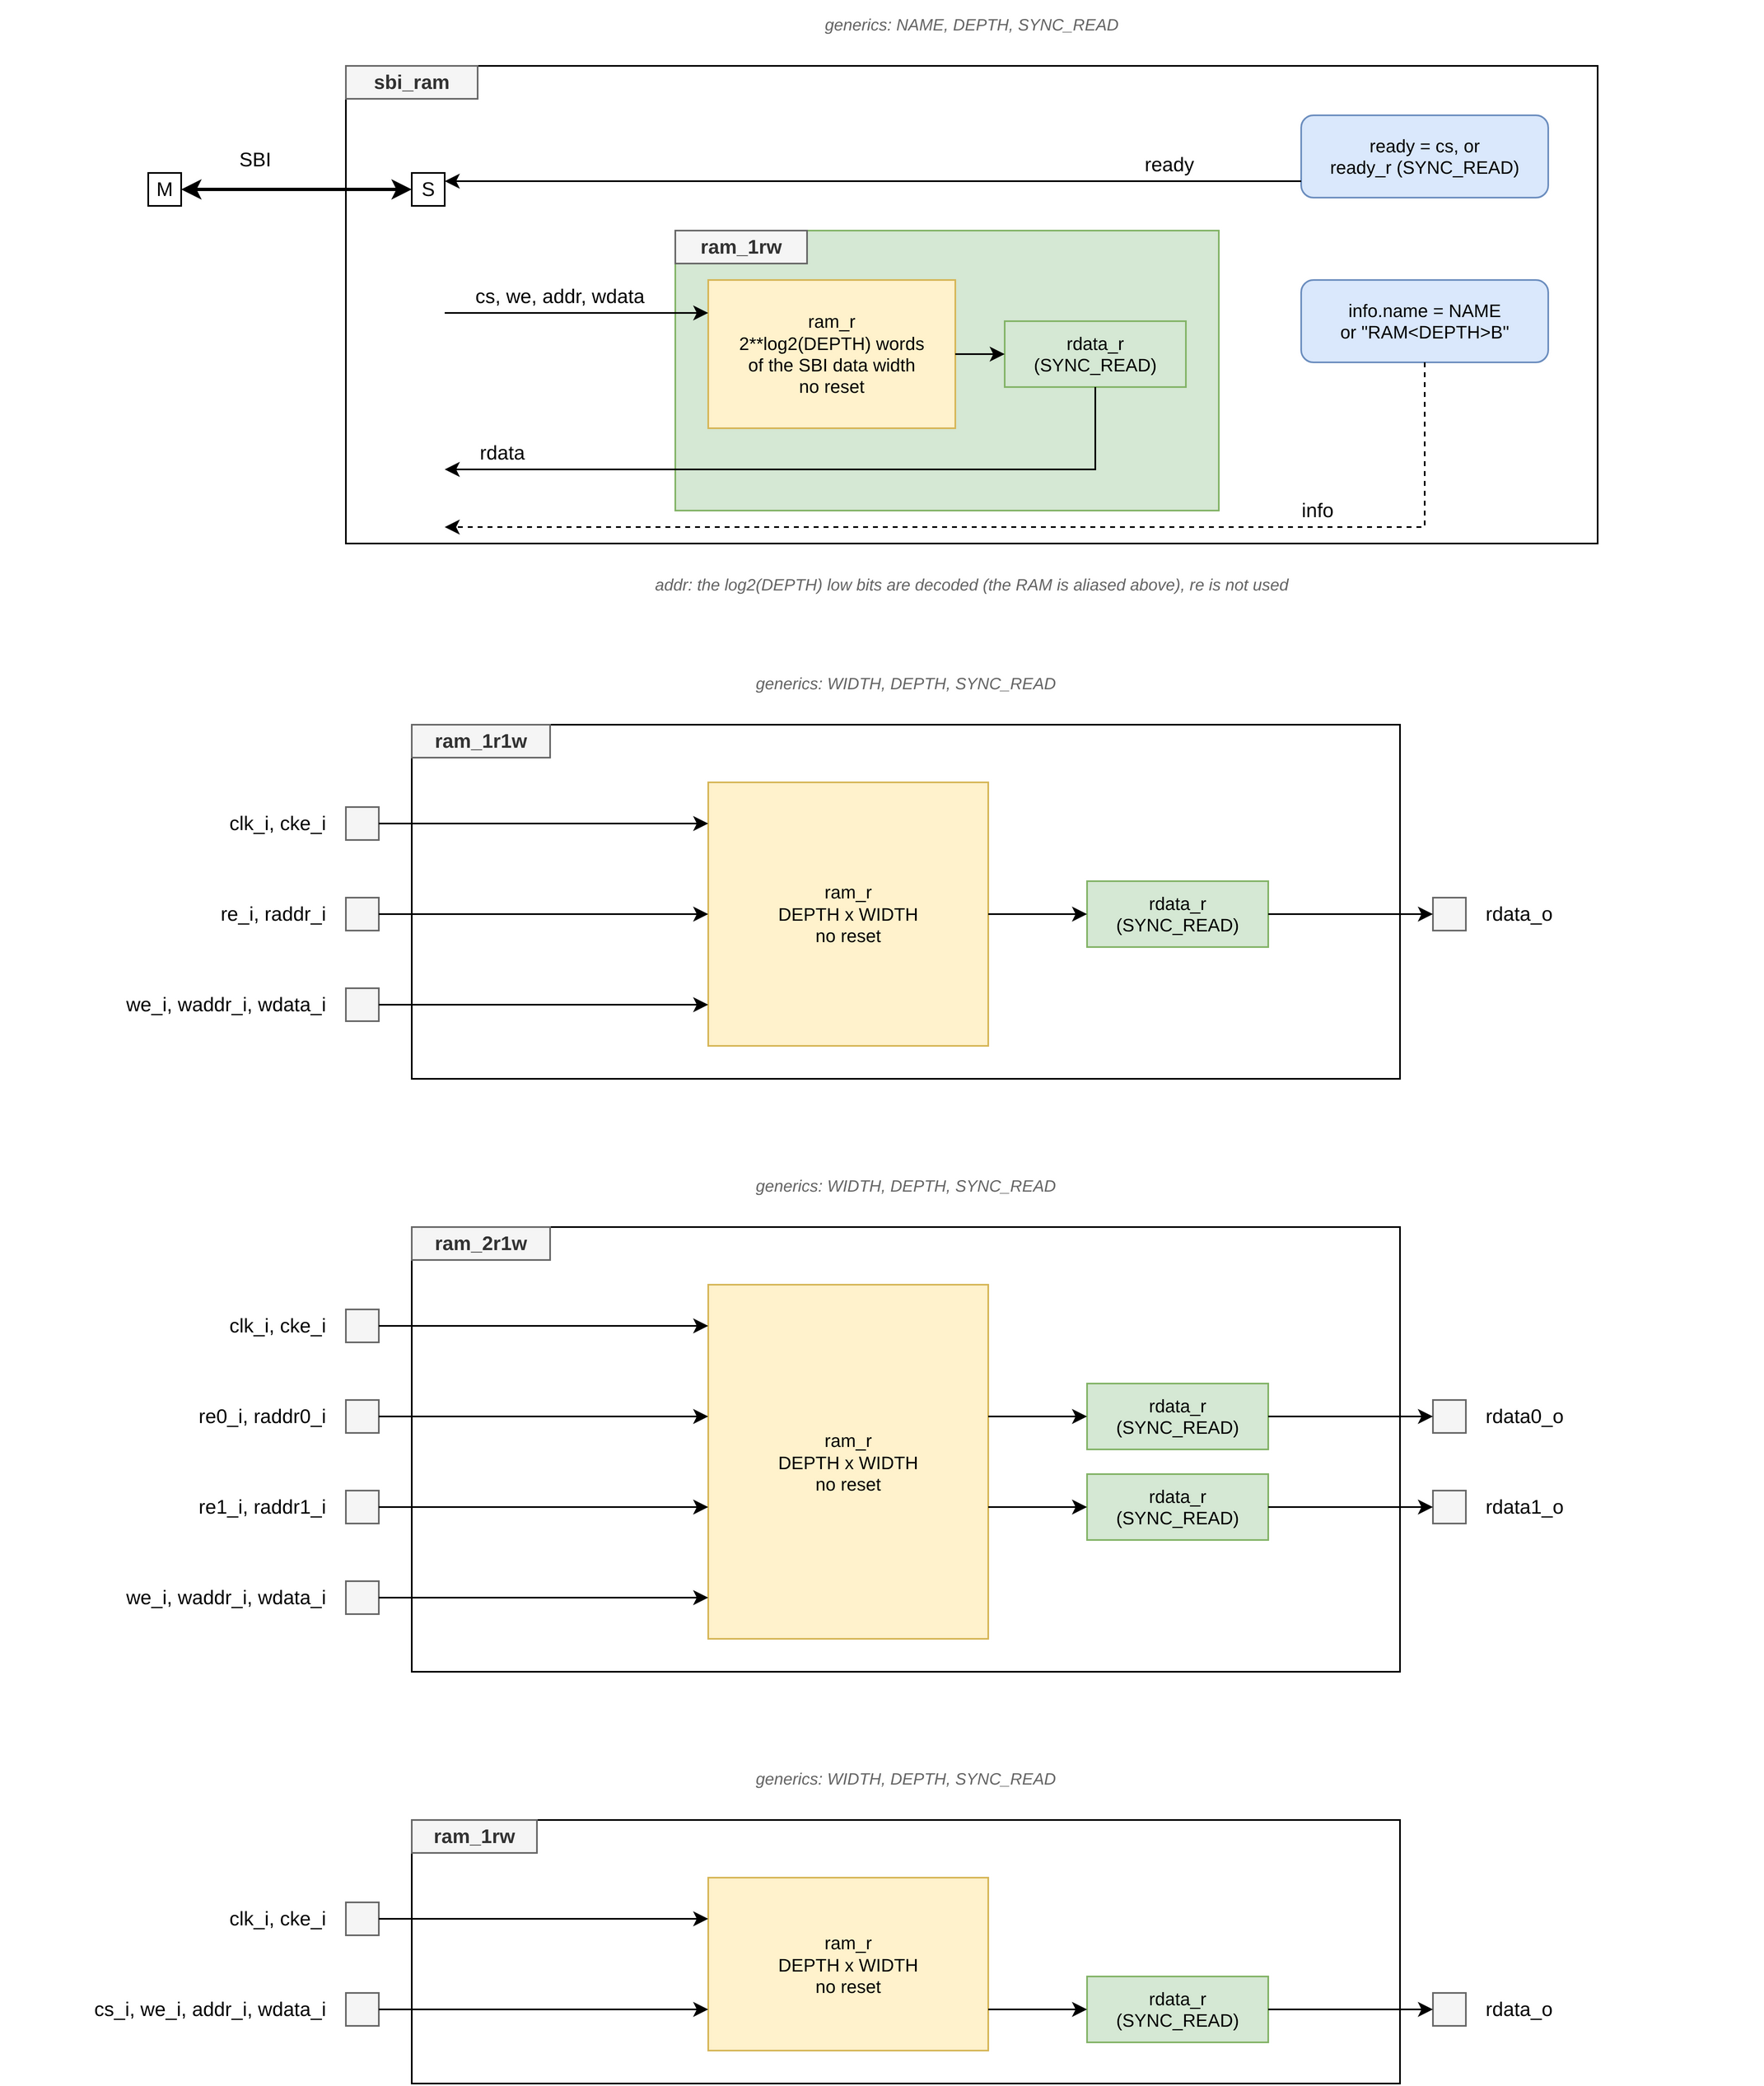 generics: NAME, DEPTH, SYNC_READ
sbi_ram
SBI
M
S
ready
ready = cs, or
ready_r (SYNC_READ)
ram_1rw
cs, we, addr, wdata
ram_r
2**log2(DEPTH) words
of the SBI data width
no reset
rdata_r
(SYNC_READ)
info.name = NAME
or "RAM<DEPTH>B"
rdata
info
addr: the log2(DEPTH) low bits are decoded (the RAM is aliased above), re is not used
generics: WIDTH, DEPTH, SYNC_READ
ram_1r1w
clk_i, cke_i
re_i, raddr_i
we_i, waddr_i, wdata_i
ram_r
DEPTH x WIDTH
no reset
rdata_r
(SYNC_READ)
rdata_o
generics: WIDTH, DEPTH, SYNC_READ
ram_2r1w
clk_i, cke_i
re0_i, raddr0_i
re1_i, raddr1_i
we_i, waddr_i, wdata_i
ram_r
DEPTH x WIDTH
no reset
rdata_r
(SYNC_READ)
rdata0_o
rdata_r
(SYNC_READ)
rdata1_o
generics: WIDTH, DEPTH, SYNC_READ
ram_1rw
clk_i, cke_i
cs_i, we_i, addr_i, wdata_i
ram_r
DEPTH x WIDTH
no reset
rdata_r
(SYNC_READ)
rdata_o